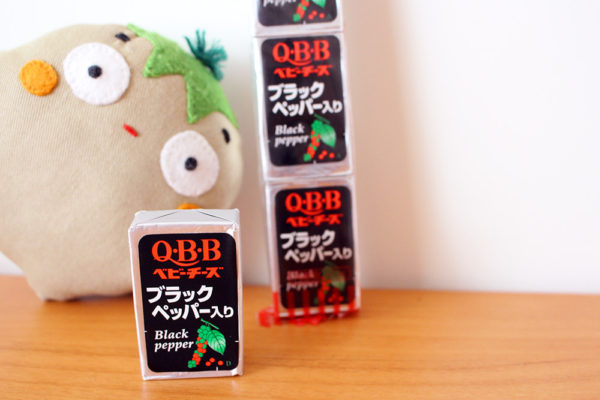 Q·B·B
ベビーチーズ
ブラック
ペッパー入り
Black
pepper
D
pepper
Q·B·B
ベビーチーズ
ブラック
ペッパー入り
Black
pepper
Q·B·B
ベビーチーズ
ブラック
ペッパー入り
Black